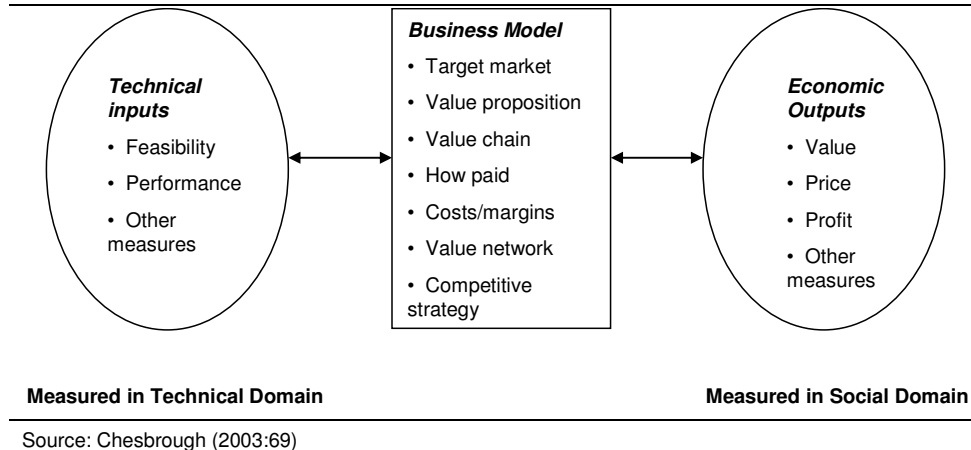 Technical
inputs
• Feasibility
• Performance
• Other
measures
Business Model
• Target market
• Value proposition
• Value chain
• How paid
• Costs/margins
• Value network
• Competitive
strategy
Economic
Outputs
• Value
• Price
• Profit
• Other
measures
Measured in Technical Domain
Measured in Social Domain
Source: Chesbrough (2003:69)